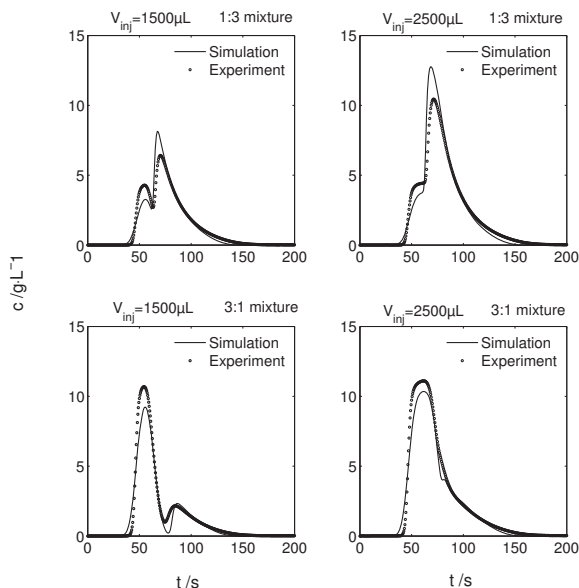 V_inj=1500µL 1:3 mixture
Simulation
Experiment
15
10
5
0
0 50 100 150 200
V_inj=2500µL 1:3 mixture
Simulation
Experiment
15
10
5
0
0 50 100 150 200
c /g·L⁻1
V_inj=1500µL 3:1 mixture
Simulation
Experiment
15
10
5
0
0 50 100 150 200
t /s
V_inj=2500µL 3:1 mixture
Simulation
Experiment
15
10
5
0
0 50 100 150 200
t /s